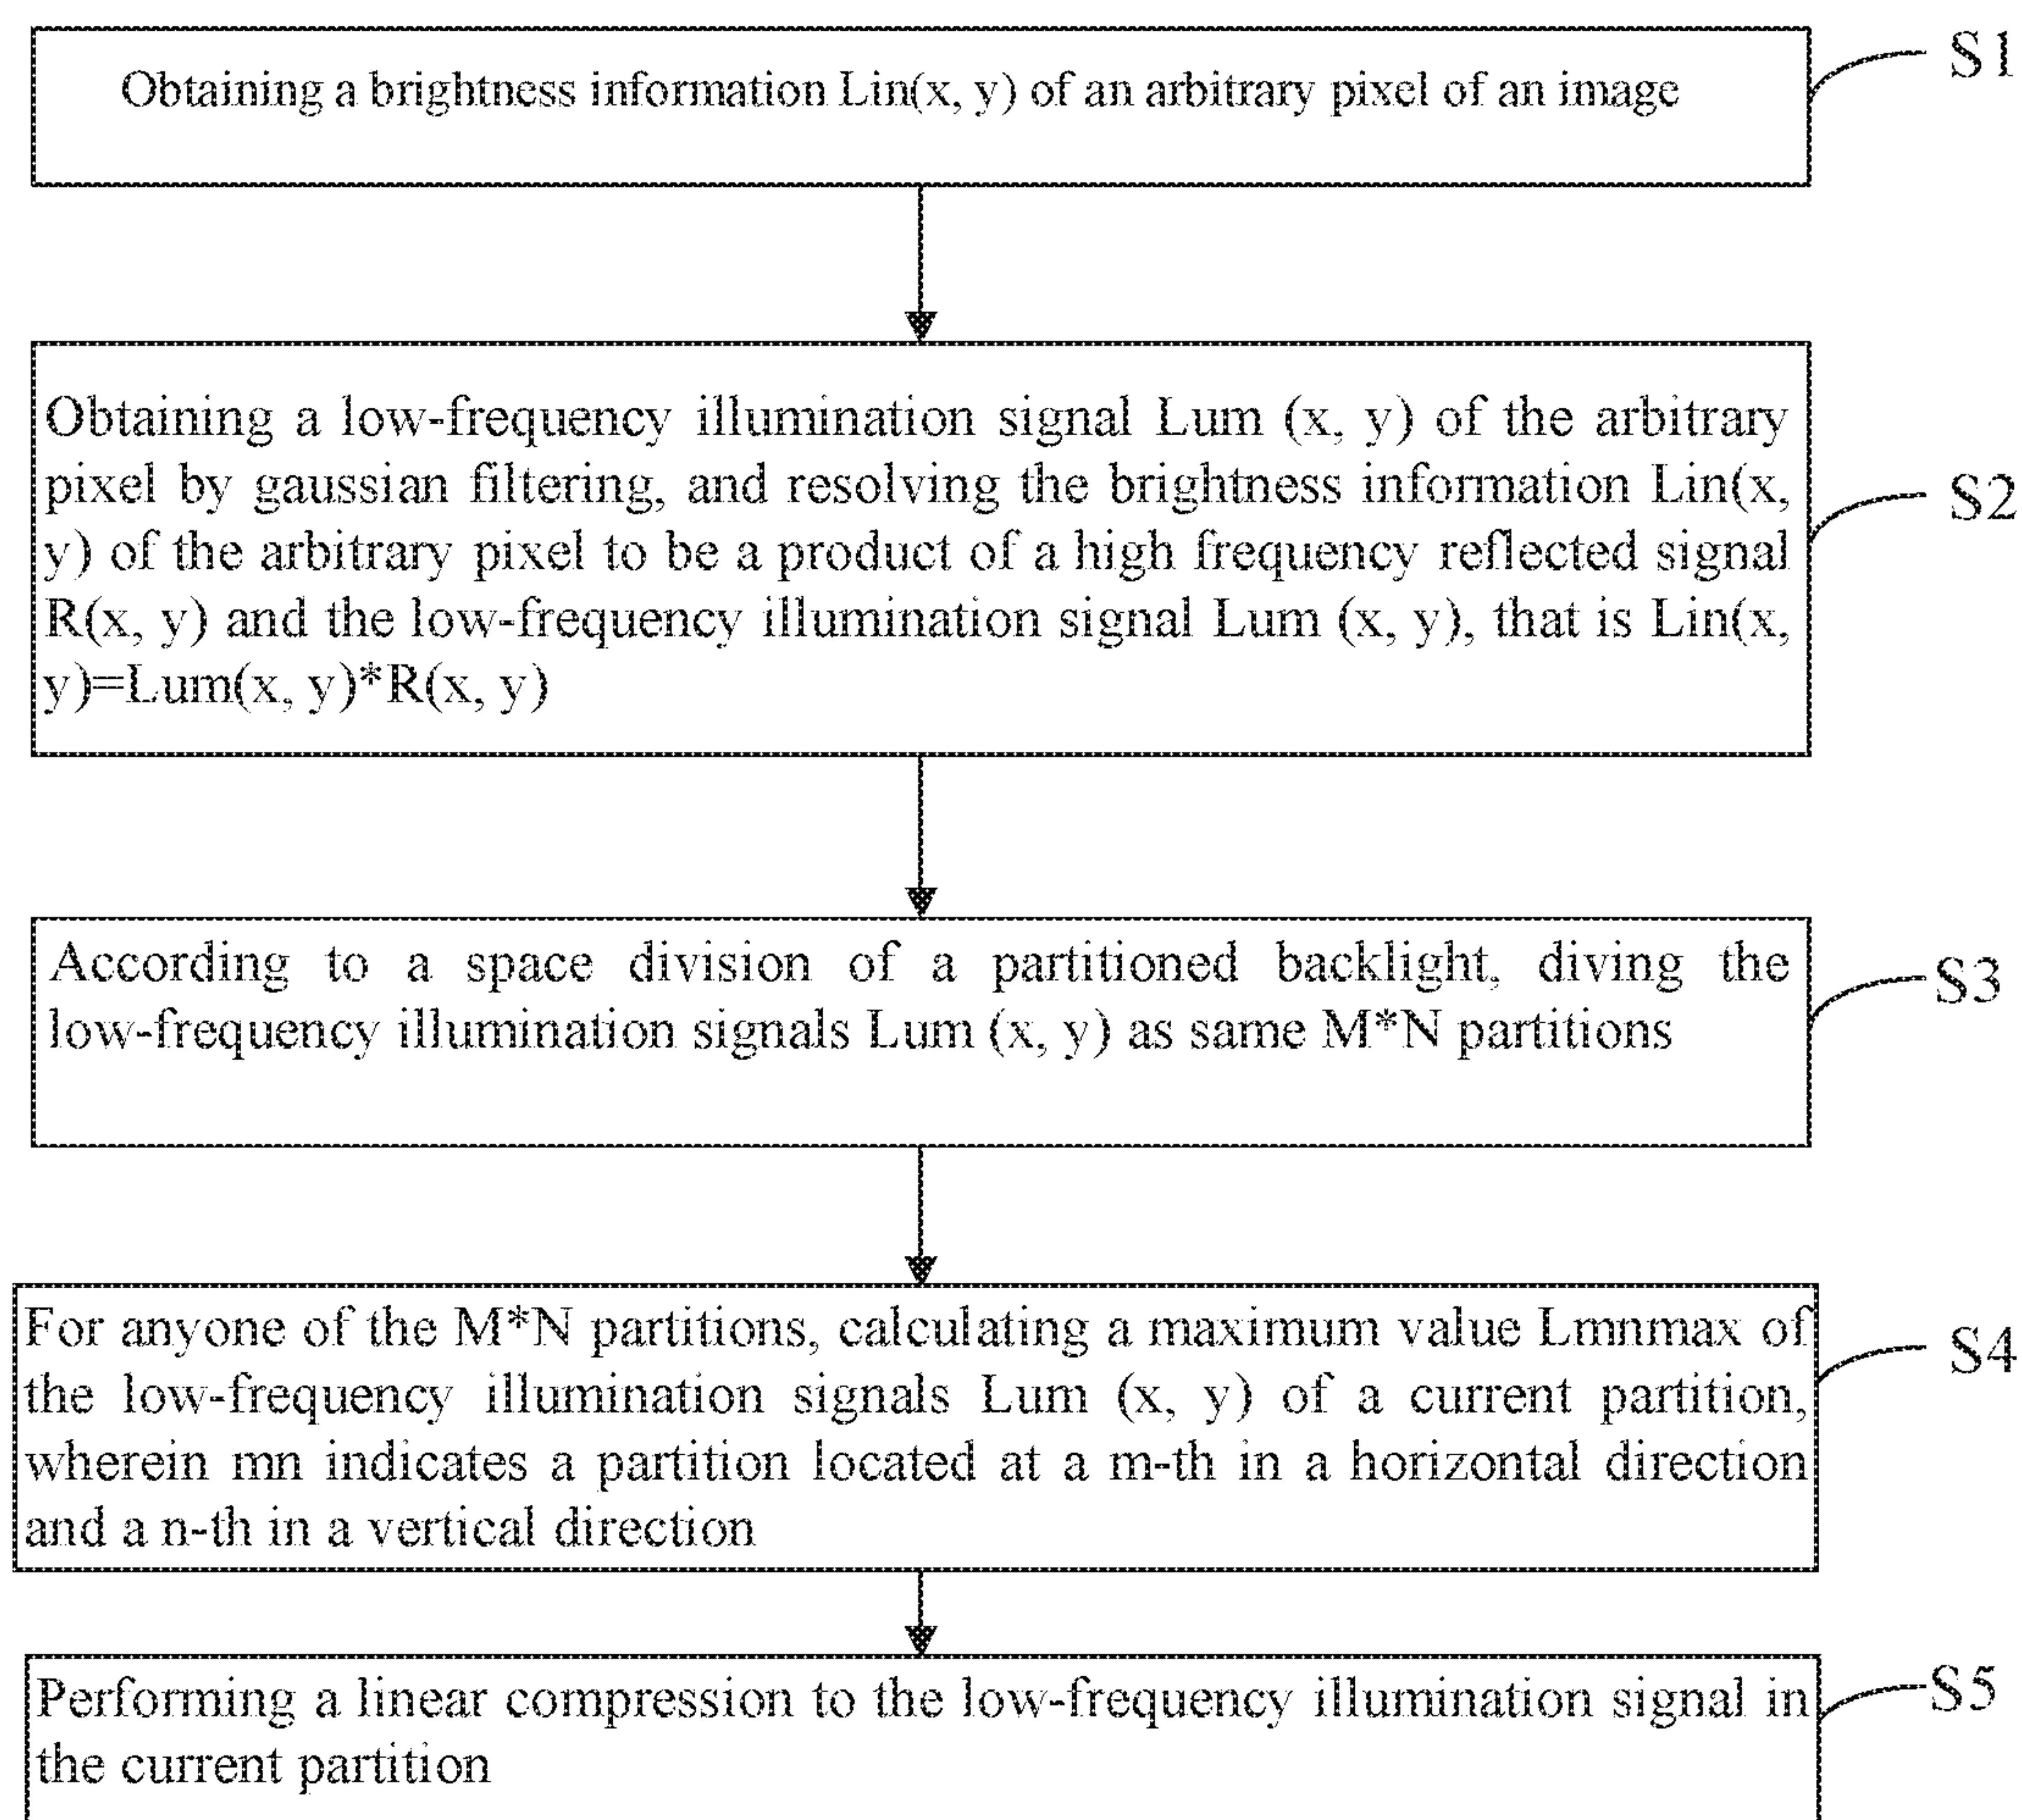 Obtaining a brightness information Lin(x, y) of an arbitrary pixel of an image
S1
Obtaining a low-frequency illumination signal Lum (x, y) of the arbitrary
pixel by gaussian filtering, and resolving the brightness information Lin(x,
y) of the arbitrary pixel to be a product of a high frequency reflected signal
R(x, y) and the low-frequency illumination signal Lum (x, y), that is Lin(x,
y)=Lum(x, y)*R(x, y)
S2
According to a space division of a partitioned backlight, diving the
low-frequency illumination signals Lum (x, y) as same M*N partitions
S3
For anyone of the M*N partitions, calculating a maximum value Lmnmax of
the low-frequency illumination signals Lum (x, y) of a current partition,
wherein mn indicates a partition located at a m-th in a horizontal direction
and a n-th in a vertical direction
S4
Performing a linear compression to the low-frequency illumination signal in
the current partition
S5